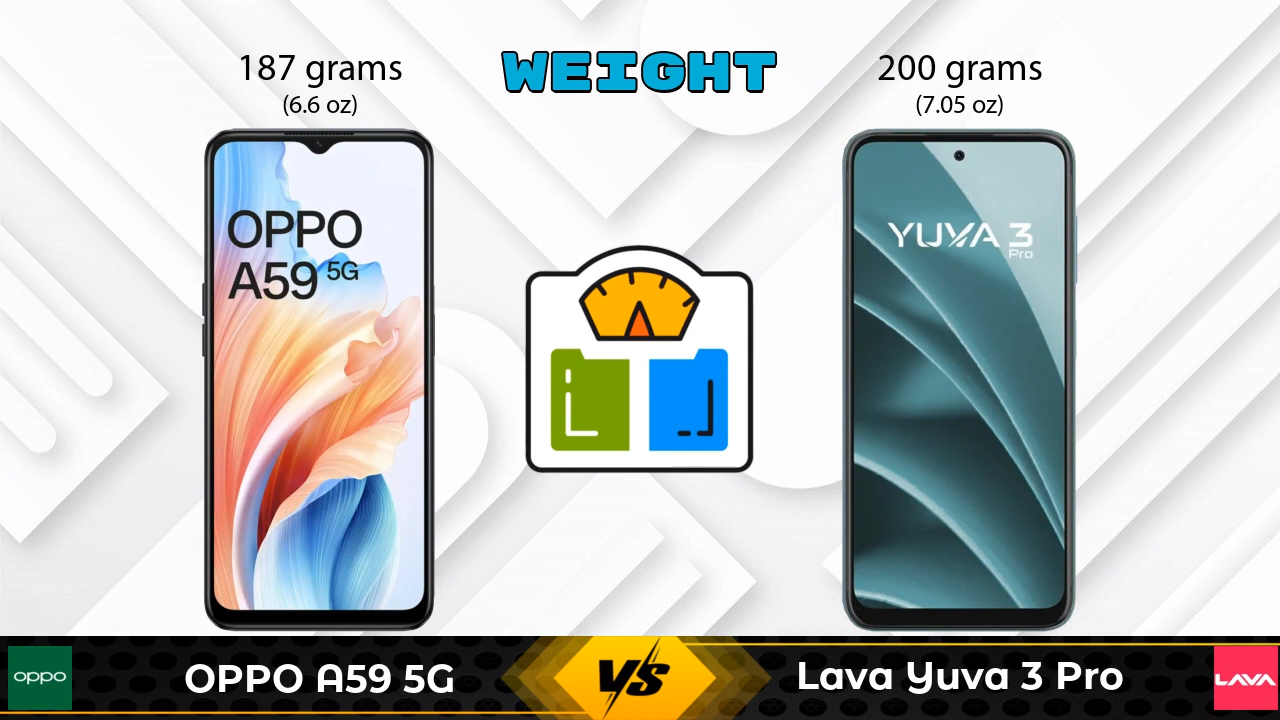 WEIGHT
187 grams
(6.6 oz)
200 grams
(7.05 oz)
OPPO
A59 5G
YUVA 3
Pro
oppo
OPPO A59 5G
VS
Lava Yuva 3 Pro
LAVA